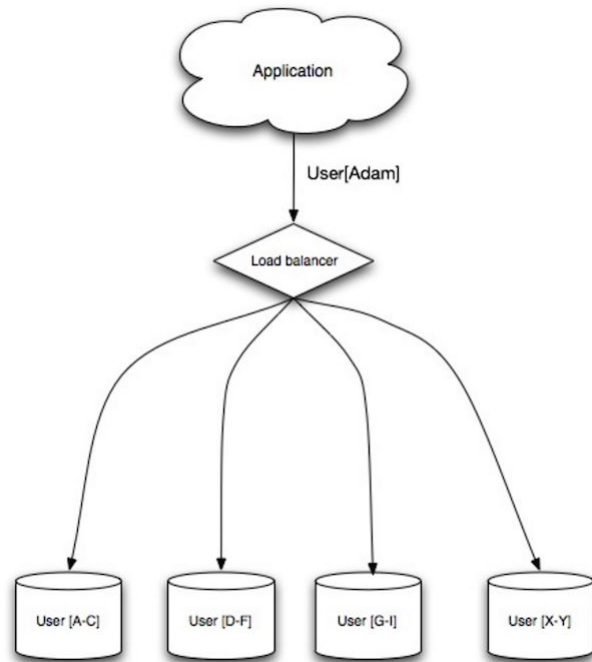 Application
User[Adam]
Load balancer
User [A-C]
User [D-F]
User [G-I]
User [X-Y]